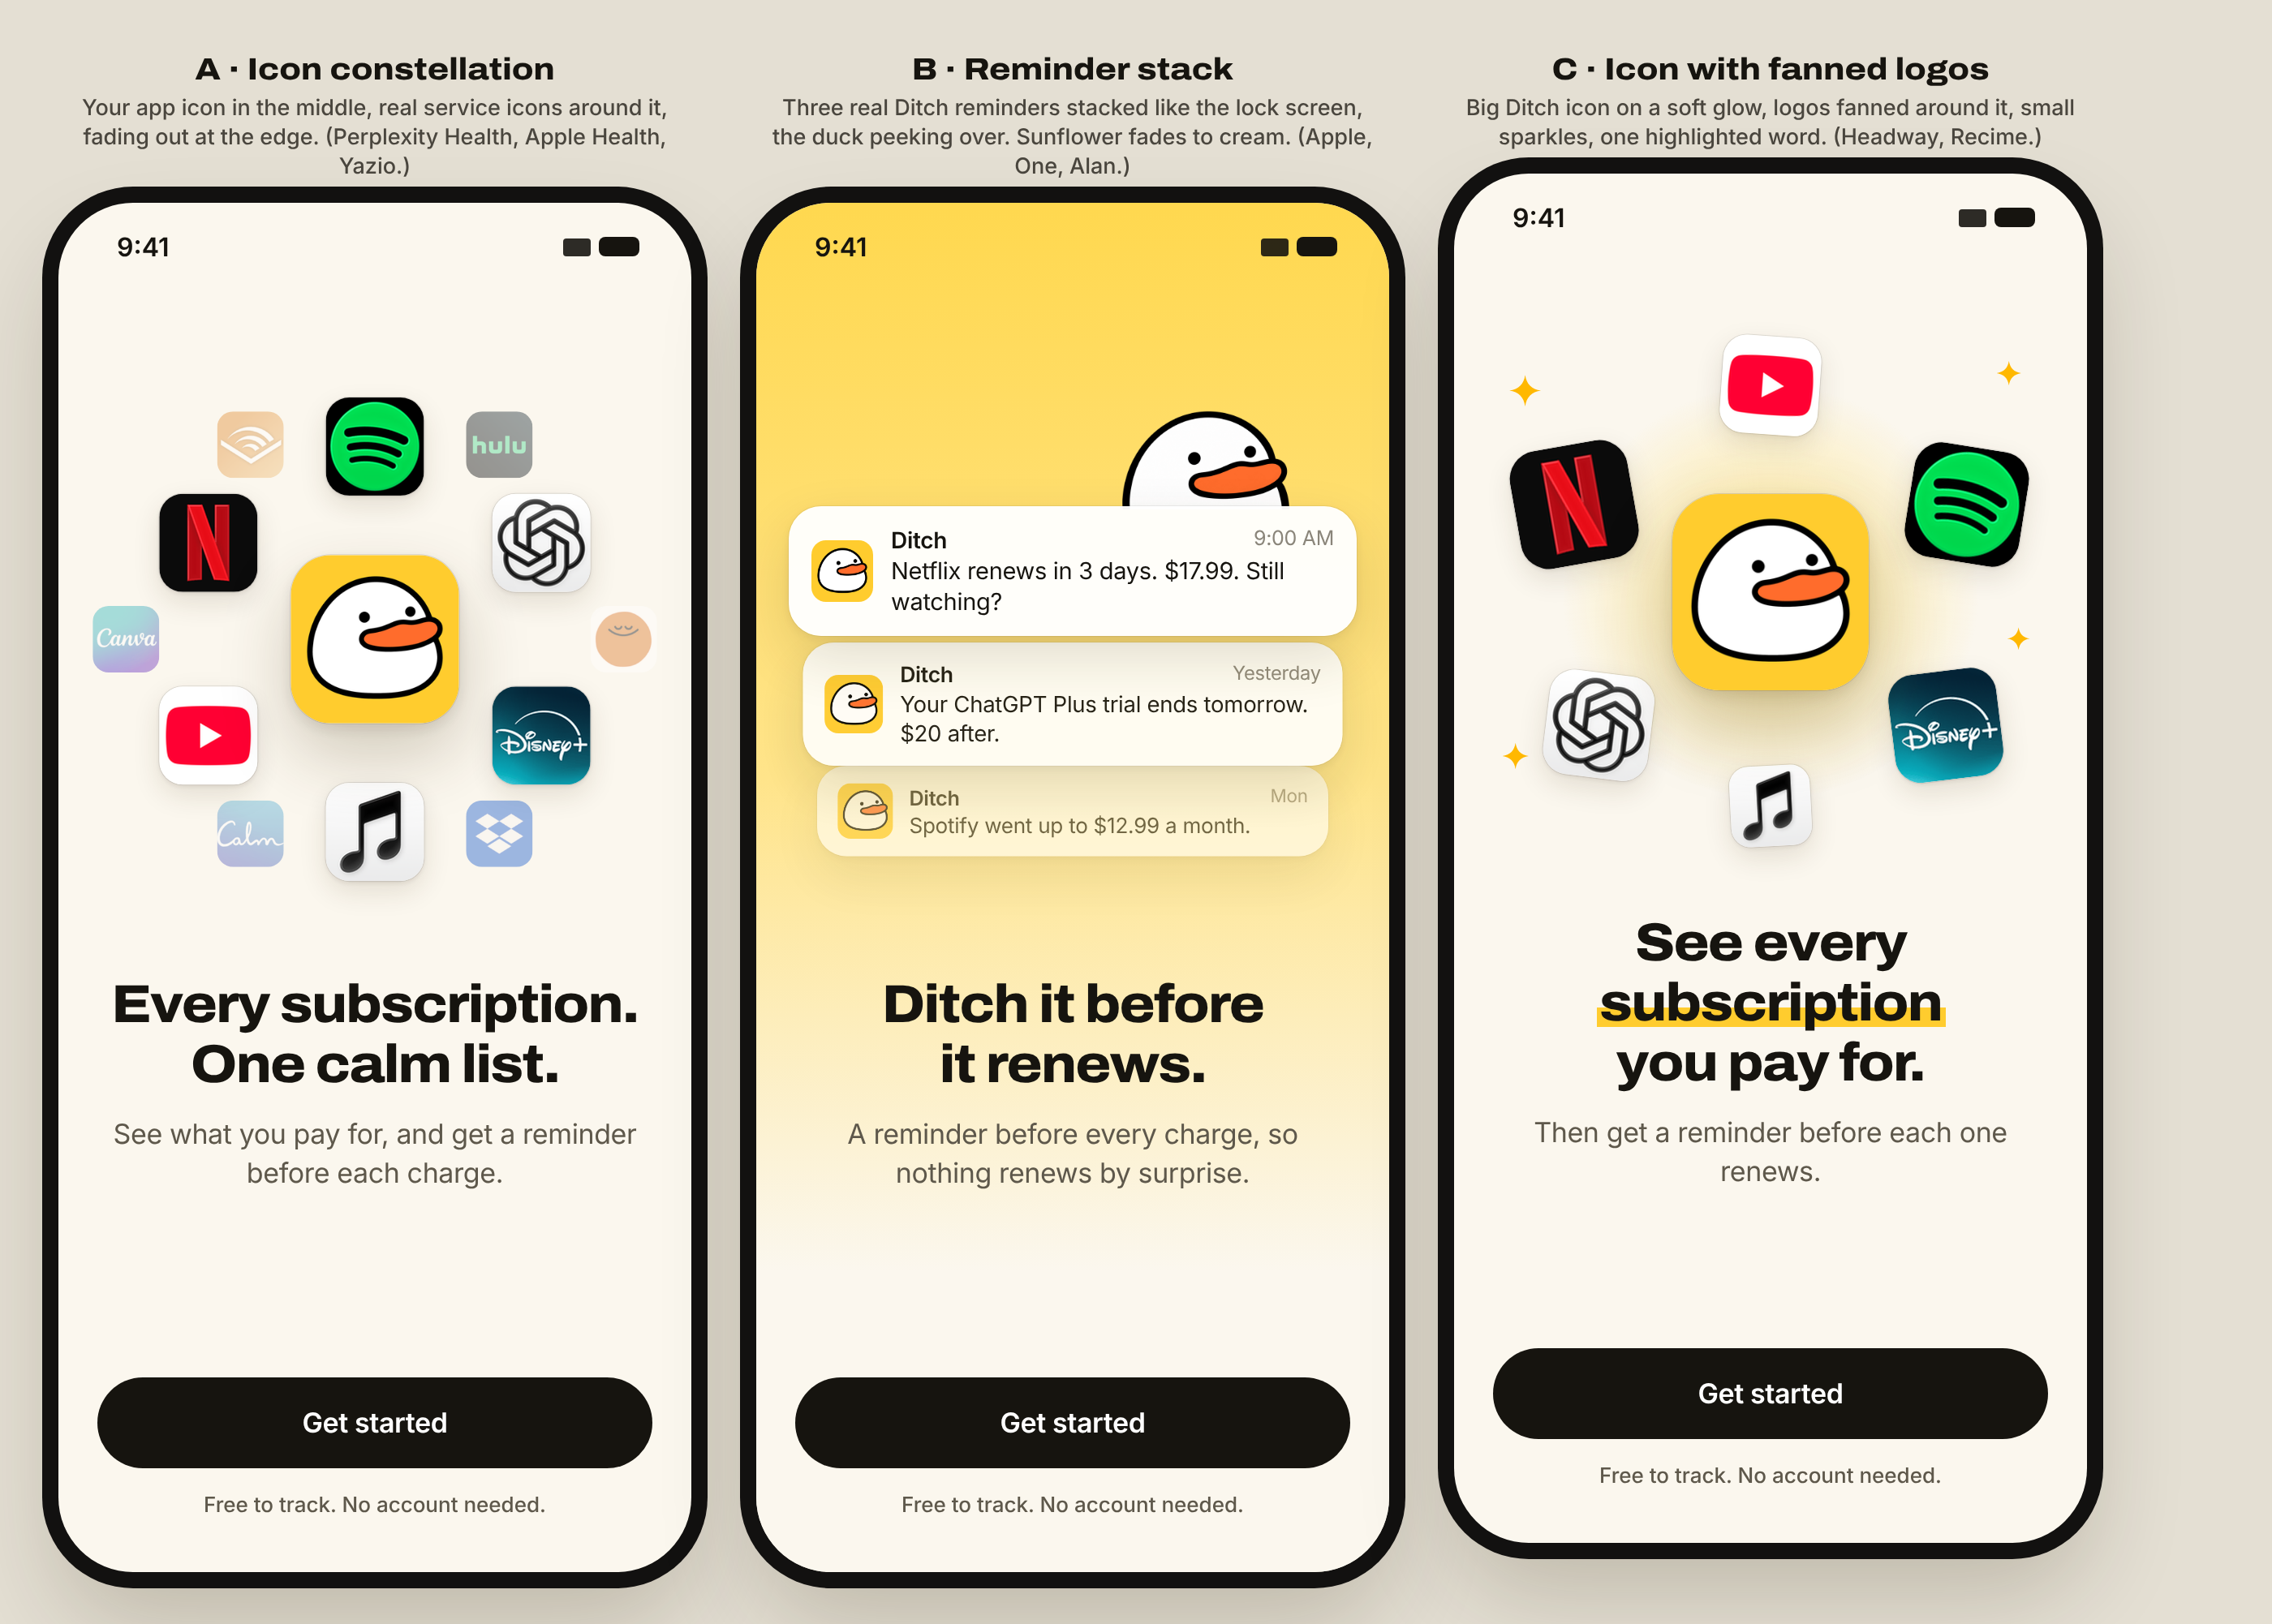 A · Icon constellation
Your app icon in the middle, real service icons around it,
fading out at the edge. (Perplexity Health, Apple Health,
Yazio.)
9:41
hulu
Canva
Disney+
Calm
Every subscription.
One calm list.
See what you pay for, and get a reminder
before each charge.
Get started
Free to track. No account needed.
B · Reminder stack
Three real Ditch reminders stacked like the lock screen,
the duck peeking over. Sunflower fades to cream. (Apple,
One, Alan.)
9:41
Ditch
9:00 AM
Netflix renews in 3 days. $17.99. Still
watching?
Ditch
Yesterday
Your ChatGPT Plus trial ends tomorrow.
$20 after.
Ditch
Mon
Spotify went up to $12.99 a month.
Ditch it before
it renews.
A reminder before every charge, so
nothing renews by surprise.
Get started
Free to track. No account needed.
C · Icon with fanned logos
Big Ditch icon on a soft glow, logos fanned around it, small
sparkles, one highlighted word. (Headway, Recime.)
9:41
N
Disney+
See every
subscription
you pay for.
Then get a reminder before each one
renews.
Get started
Free to track. No account needed.